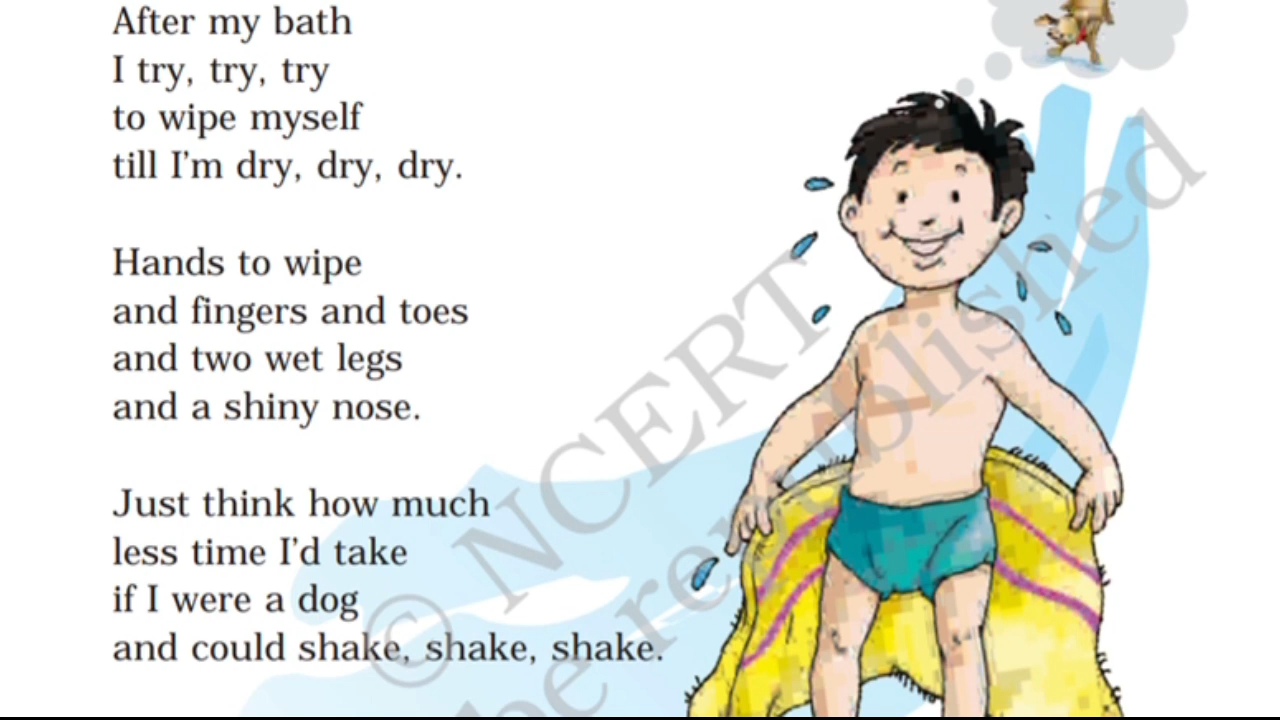 After my bath
I try, try, try
to wipe myself
till I'm dry, dry, dry.
Hands to wipe
and fingers and toes
and two wet legs
and a shiny nose.
Just think how much
less time I'd take
if I were a dog
and could shake, shake, shake.
© NCERT
be republished